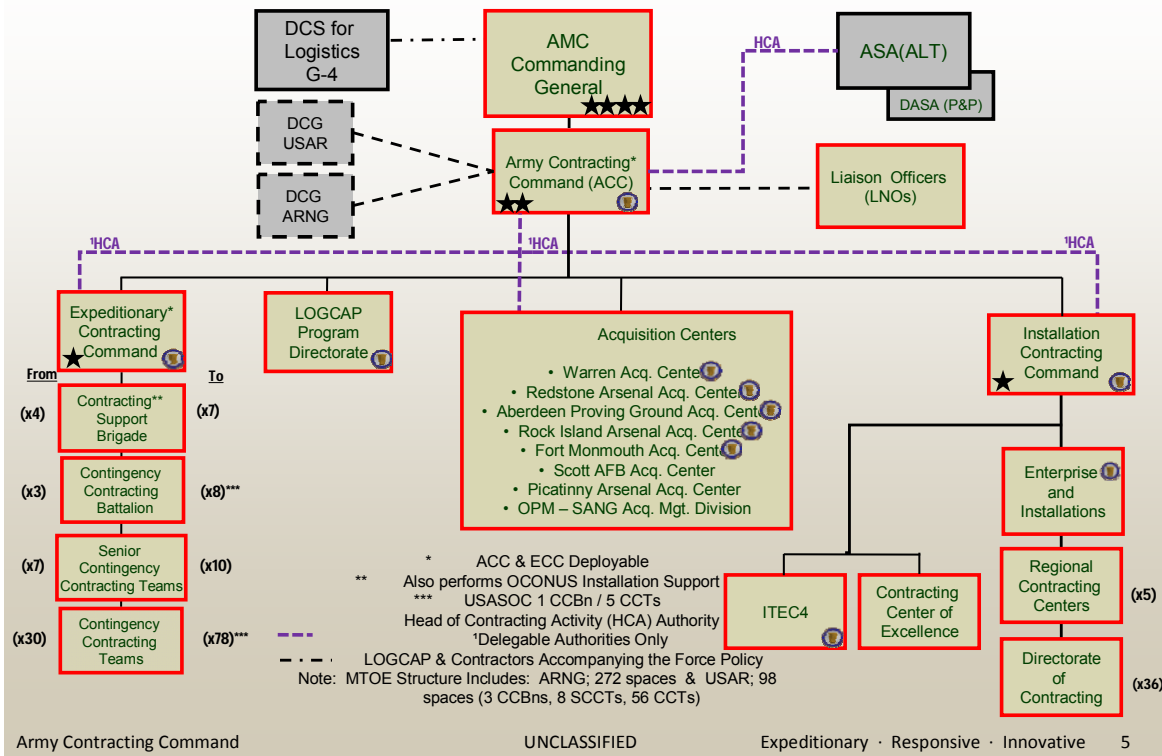 DCS for
Logistics
G-4
AMC
Commanding
General
HCA
ASA(ALT)
DASA (P&P)
DCG
USAR
DCG
ARNG
Army Contracting*
Command (ACC)
Liaison Officers
(LNOs)
¹HCA
¹HCA
¹HCA
Expeditionary*
Contracting
Command
LOGCAP
Program
Directorate
Acquisition Centers
• Warren Acq. Center
• Redstone Arsenal Acq. Center
• Aberdeen Proving Ground Acq. Center
• Rock Island Arsenal Acq. Center
• Fort Monmouth Acq. Center
• Scott AFB Acq. Center
• Picatinny Arsenal Acq. Center
• OPM – SANG Acq. Mgt. Division
Installation
Contracting
Command
From
To
(x4)
Contracting**
Support
Brigade
(x7)
(x3)
Contingency
Contracting
Battalion
(x8)***
(x7)
Senior
Contingency
Contracting Teams
(x10)
(x30)
Contingency
Contracting
Teams
(x78)***
Enterprise
and
Installations
ITEC4
Contracting
Center of
Excellence
Regional
Contracting
Centers
(x5)
Directorate
of
Contracting
(x36)
* ACC & ECC Deployable
** Also performs OCONUS Installation Support
*** USASOC 1 CCBn / 5 CCTs
Head of Contracting Activity (HCA) Authority
¹Delegable Authorities Only
LOGCAP & Contractors Accompanying the Force Policy
Note: MTOE Structure Includes: ARNG; 272 spaces & USAR; 98
spaces (3 CCBns, 8 SCCTs, 56 CCTs)
Army Contracting Command
UNCLASSIFIED
Expeditionary · Responsive · Innovative 5